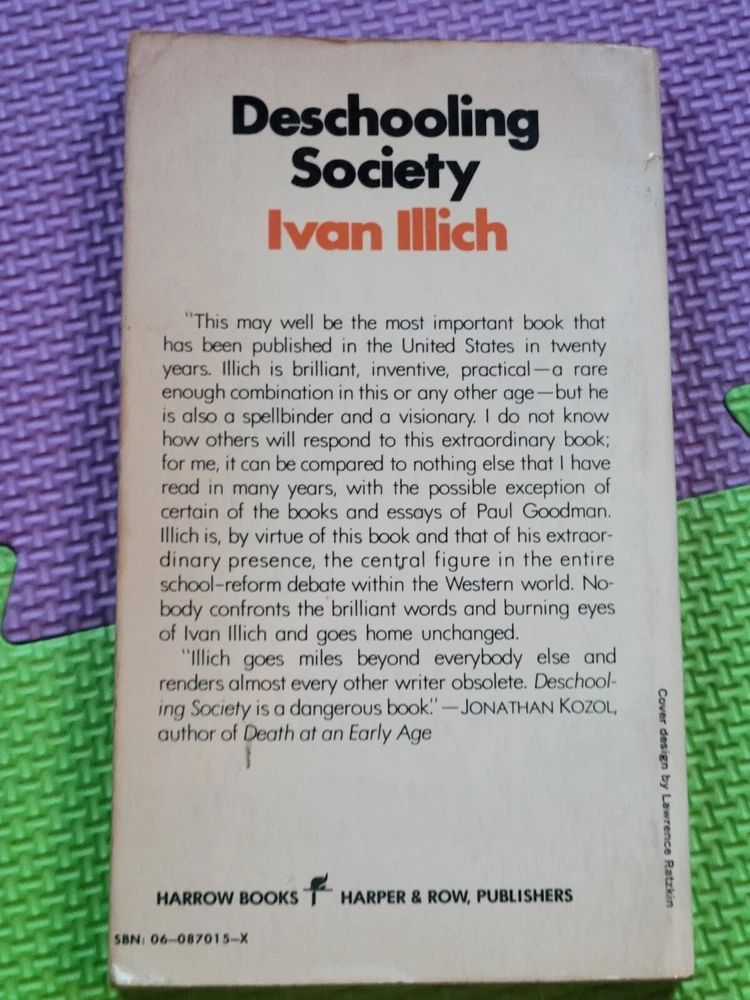 Deschooling
Society
Ivan Illich
"This may well be the most important book that
has been published in the United States in twenty
years. Illich is brilliant, inventive, practical—a rare
enough combination in this or any other age—but he
is also a spellbinder and a visionary. I do not know
how others will respond to this extraordinary book;
for me, it can be compared to nothing else that I have
read in many years, with the possible exception of
certain of the books and essays of Paul Goodman.
Illich is, by virtue of this book and that of his extraor-
dinary presence, the central figure in the entire
school-reform debate within the Western world. No-
body confronts the brilliant words and burning eyes
of Ivan Illich and goes home unchanged.
"Illich goes miles beyond everybody else and
renders almost every other writer obsolete. Deschool-
ing Society is a dangerous book." —JONATHAN KOZOL,
author of Death at an Early Age
Cover design by Lawrence Ratzkin
HARROW BOOKS HARPER & ROW, PUBLISHERS
SBN: 06-087015-X